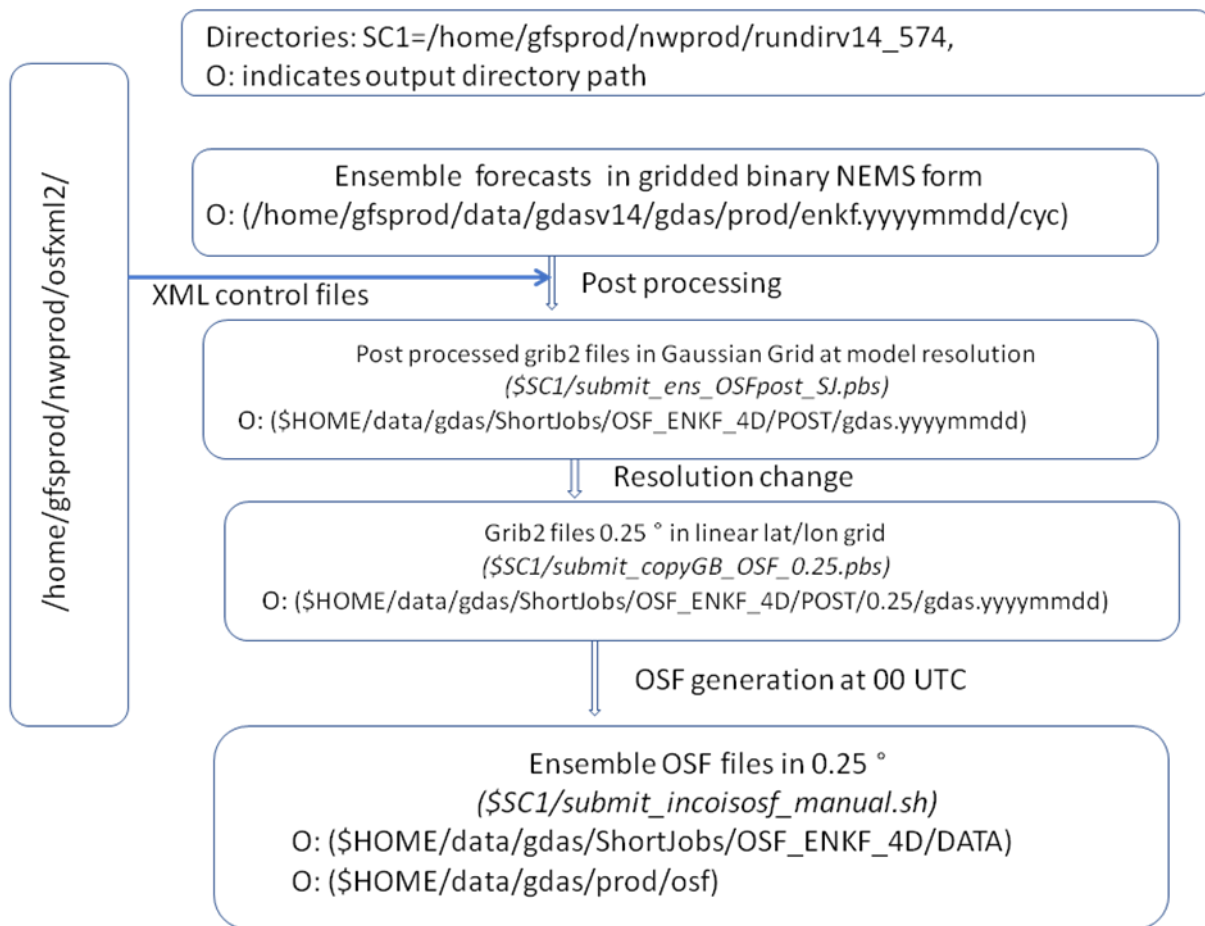 Directories: SC1=/home/gfsprod/nwprod/rundirv14_574,
O: indicates output directory path
/home/gfsprod/nwprod/osfxml2/
Ensemble forecasts in gridded binary NEMS form
O: (/home/gfsprod/data/gdasv14/gdas/prod/enkf.yyyymmdd/cyc)
XML control files
Post processing
Post processed grib2 files in Gaussian Grid at model resolution
($SC1/submit_ens_OSFpost_SJ.pbs)
O: ($HOME/data/gdas/ShortJobs/OSF_ENKF_4D/POST/gdas.yyyymmdd)
Resolution change
Grib2 files 0.25 ° in linear lat/lon grid
($SC1/submit_copyGB_OSF_0.25.pbs)
O: ($HOME/data/gdas/ShortJobs/OSF_ENKF_4D/POST/0.25/gdas.yyyymmdd)
OSF generation at 00 UTC
Ensemble OSF files in 0.25 °
($SC1/submit_incoisosf_manual.sh)
O: ($HOME/data/gdas/ShortJobs/OSF_ENKF_4D/DATA)
O: ($HOME/data/gdas/prod/osf)